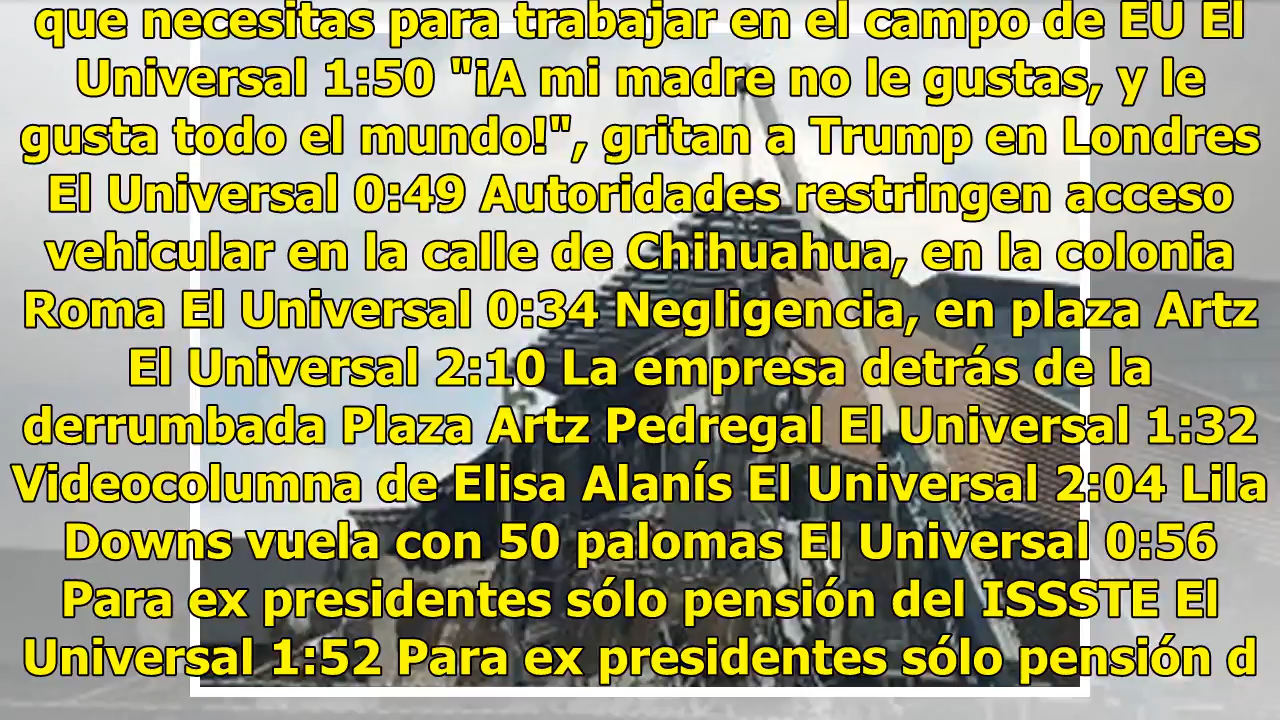 que necesitas para trabajar en el campo de EU El
Universal 1:50 "¡A mi madre no le gustas, y le
gusta todo el mundo!", gritan a Trump en Londres
El Universal 0:49 Autoridades restringen acceso
vehicular en la calle de Chihuahua, en la colonia
Roma El Universal 0:34 Negligencia, en plaza Artz
El Universal 2:10 La empresa detrás de la
derrumbada Plaza Artz Pedregal El Universal 1:32
Videocolumna de Elisa Alanís El Universal 2:04 Lila
Downs vuela con 50 palomas El Universal 0:56
Para ex presidentes sólo pensión del ISSSTE El
Universal 1:52 Para ex presidentes sólo pensión d